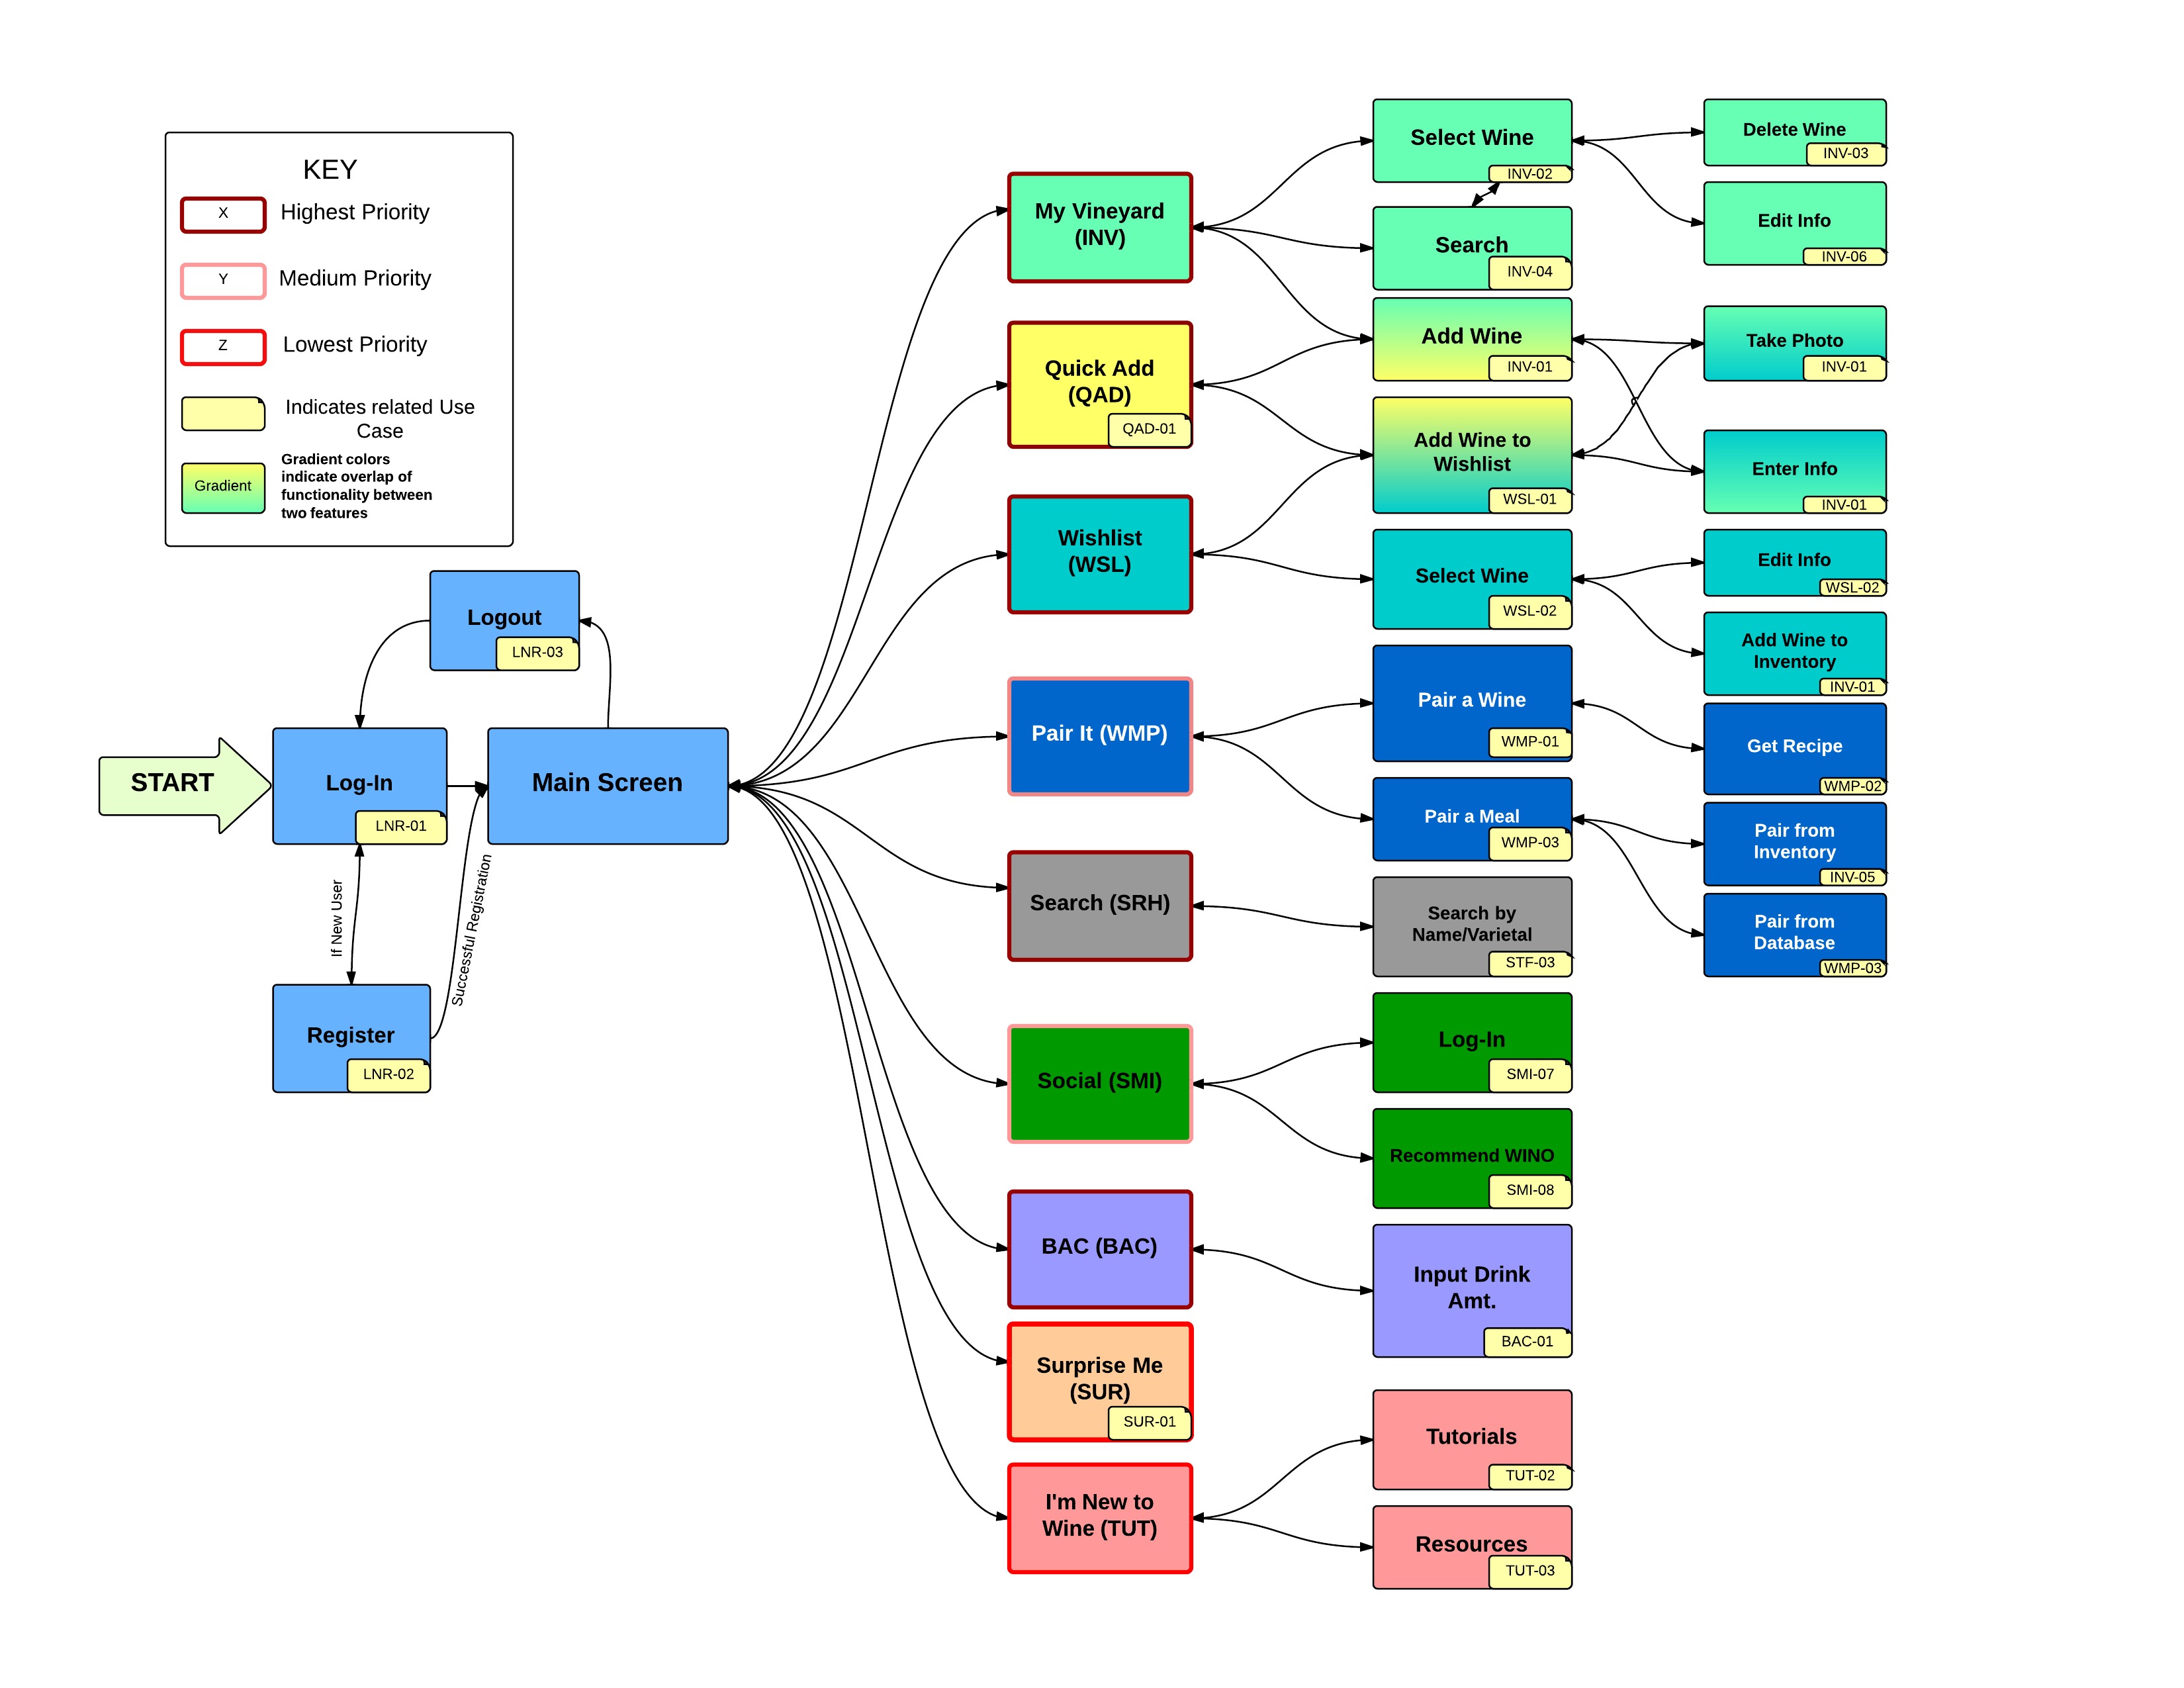 KEY
X
Highest Priority
Y
Medium Priority
Z
Lowest Priority
Indicates related Use
Case
Gradient
Gradient colors
indicate overlap of
functionality between
two features
Logout
LNR-03
START
Log-In
LNR-01
Main Screen
If New User
Successful Registration
Register
LNR-02
My Vineyard
(INV)
Quick Add
(QAD)
QAD-01
Wishlist
(WSL)
Pair It (WMP)
Search (SRH)
Social (SMI)
BAC (BAC)
Surprise Me
(SUR)
SUR-01
I'm New to
Wine (TUT)
Select Wine
INV-02
Search
INV-04
Add Wine
INV-01
Add Wine to
Wishlist
WSL-01
Select Wine
WSL-02
Pair a Wine
WMP-01
Pair a Meal
WMP-03
Search by
Name/Varietal
STF-03
Log-In
SMI-07
Recommend WINO
SMI-08
Input Drink
Amt.
BAC-01
Tutorials
TUT-02
Resources
TUT-03
Delete Wine
INV-03
Edit Info
INV-06
Take Photo
INV-01
Enter Info
INV-01
Edit Info
WSL-02
Add Wine to
Inventory
INV-01
Get Recipe
WMP-02
Pair from
Inventory
INV-05
Pair from
Database
WMP-03